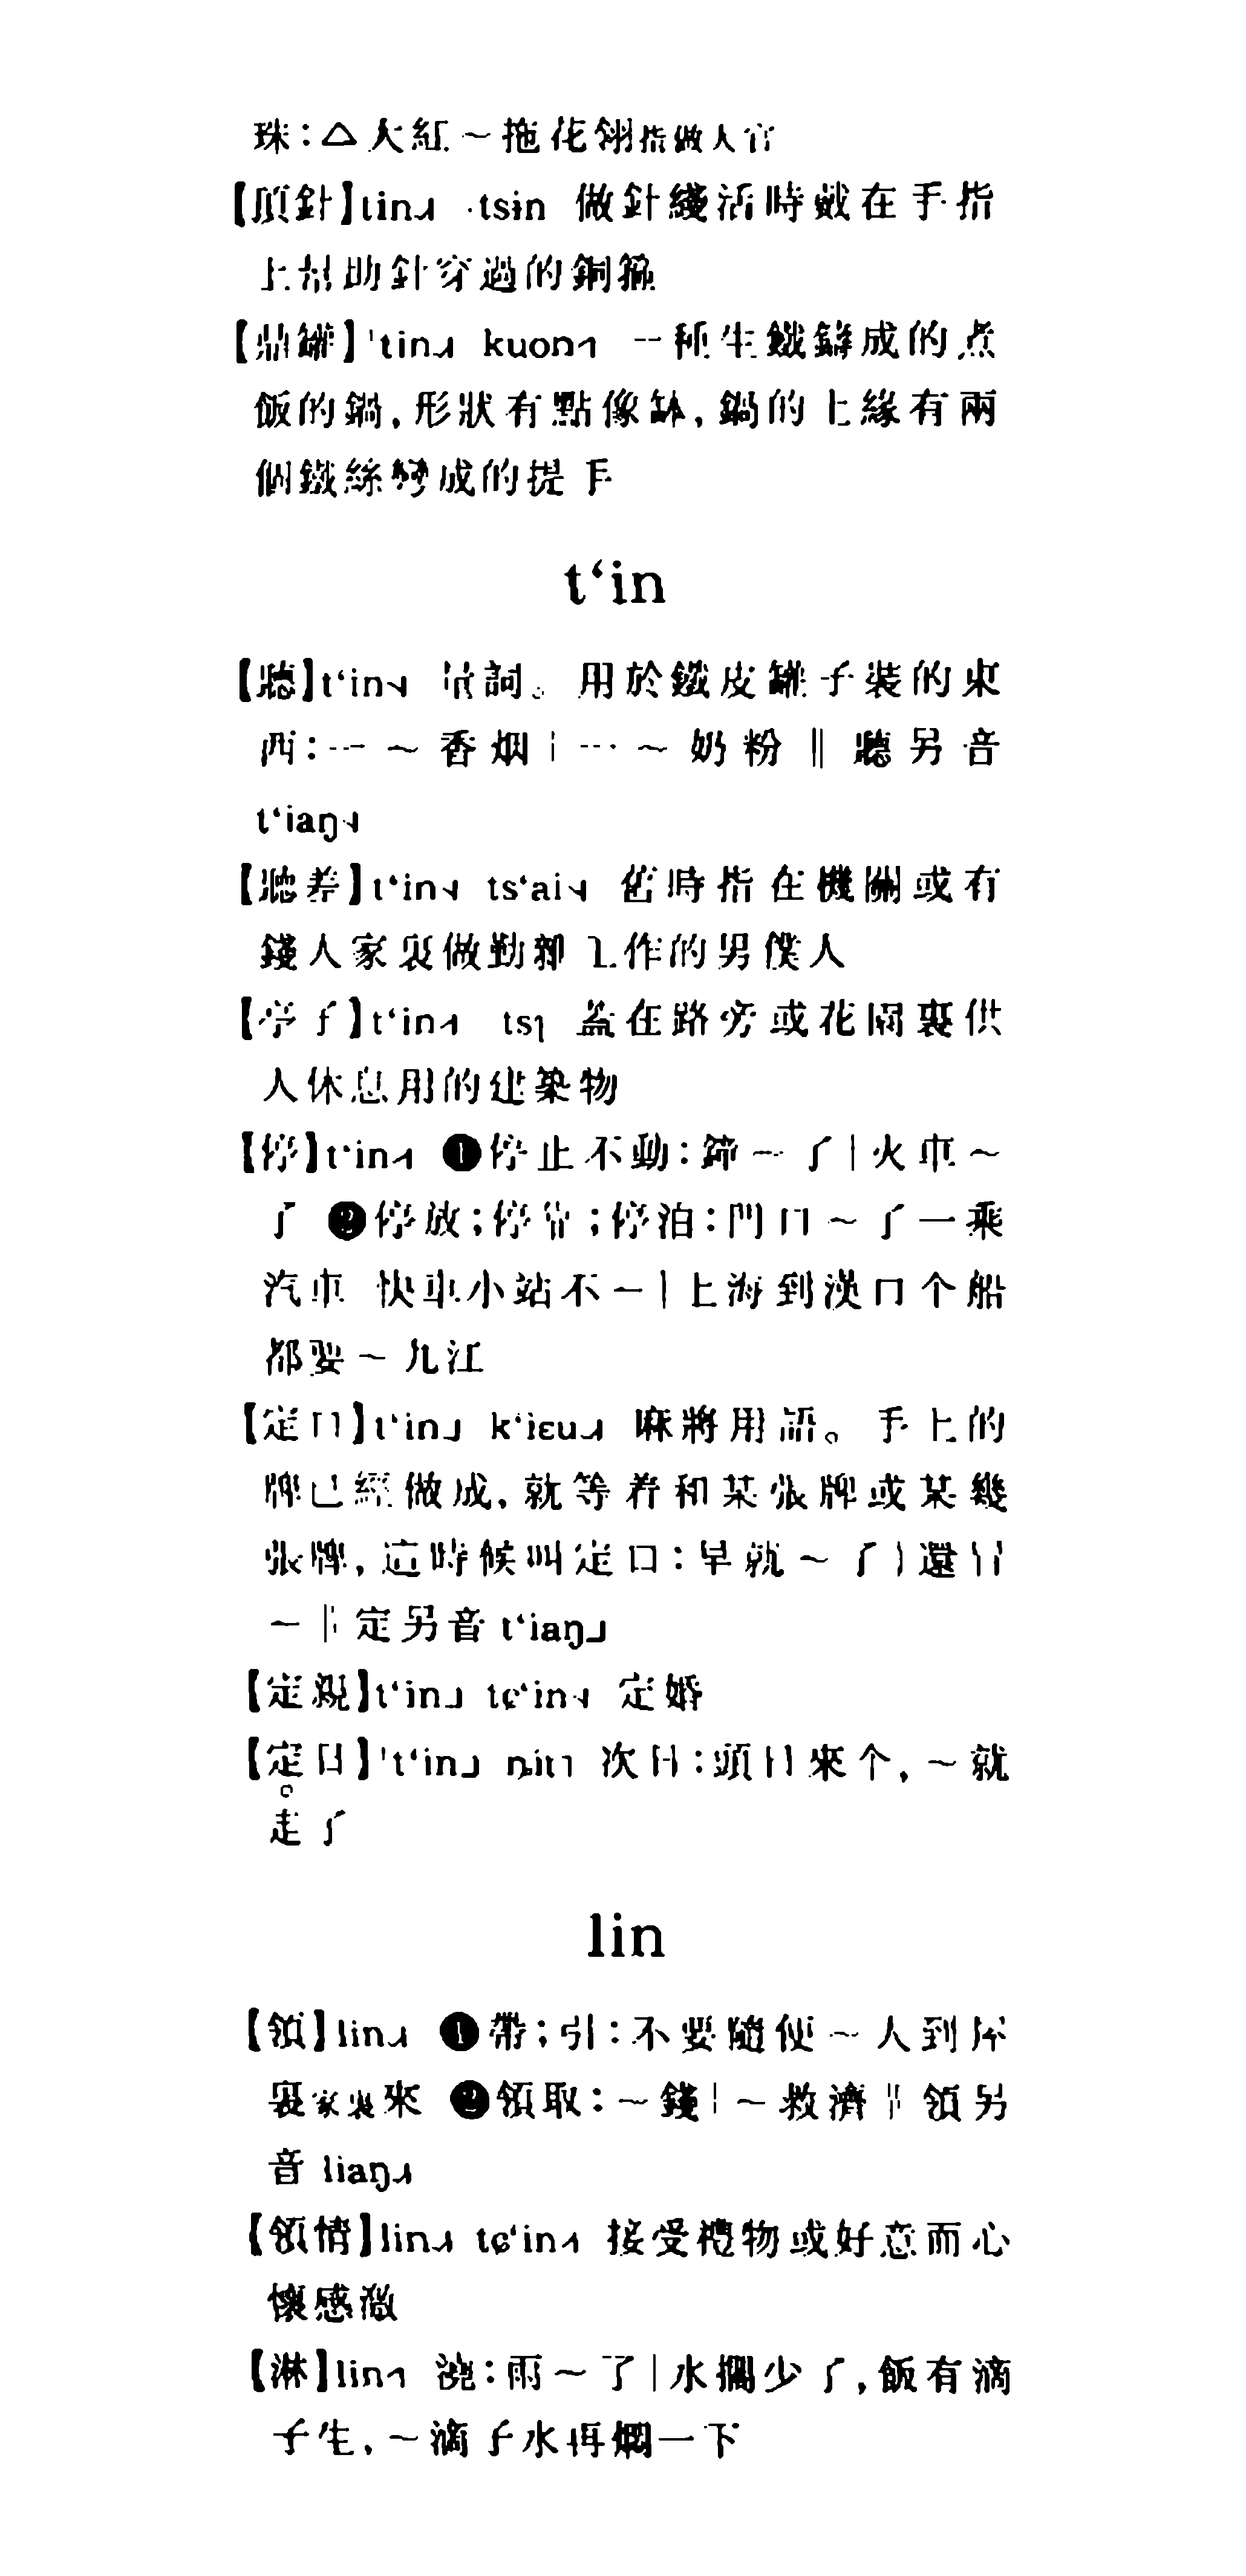 珠：△大紅～拖花翎指做人官
【頂針】tin˩ ·tsin 做針綫活時戴在手指
上幫助針穿過的銅箍
【鼎罐】ˈtin˩ kuon˧ 一種生鐵鑄成的煮
飯的鍋，形狀有點像缽，鍋的上緣有兩
個鐵絲彎成的提手
t‘in
【聽】t‘in˧ 量詞。用於鐵皮罐子裝的東
西：一～香烟｜一～奶粉‖聽另音
t‘iaŋ˧
【聽差】t‘in˧ ts‘ai˧ 舊時指在機關或有
錢人家裏做勤雜工作的男僕人
【亭子】t‘in˧ tsɿ 蓋在路旁或花園裏供
人休息用的建築物
【停】t‘in˧ ❶停止不動：鐘～了｜火車～
了 ❷停放；停靠；停泊：門口～了一乘
汽車 快車小站不～｜上海到漢口个船
都要～九江
【定口】t‘in˩ k‘iɛu˩ 麻將用語。手上的
牌已經做成，就等着和某張牌或某幾
張牌，這時候叫定口：早就～了｜還冇
～‖定另音 t‘iaŋ˩
【定親】t‘in˩ tɕ‘in˧ 定婚
【定日】ˈt‘in˩ ȵit˥ 次日：頭日來个，～就
走了
lin
【領】lin˩ ❶帶；引：不要隨便～人到屋
裏家裏來 ❷領取：～錢｜～救濟‖領另
音 liaŋ˩
【領情】lin˩ tɕ‘in˧ 接受禮物或好意而心
懷感激
【淋】lin˧ 澆：雨～了｜水擱少了，飯有滴
子生，～滴子水再燜一下